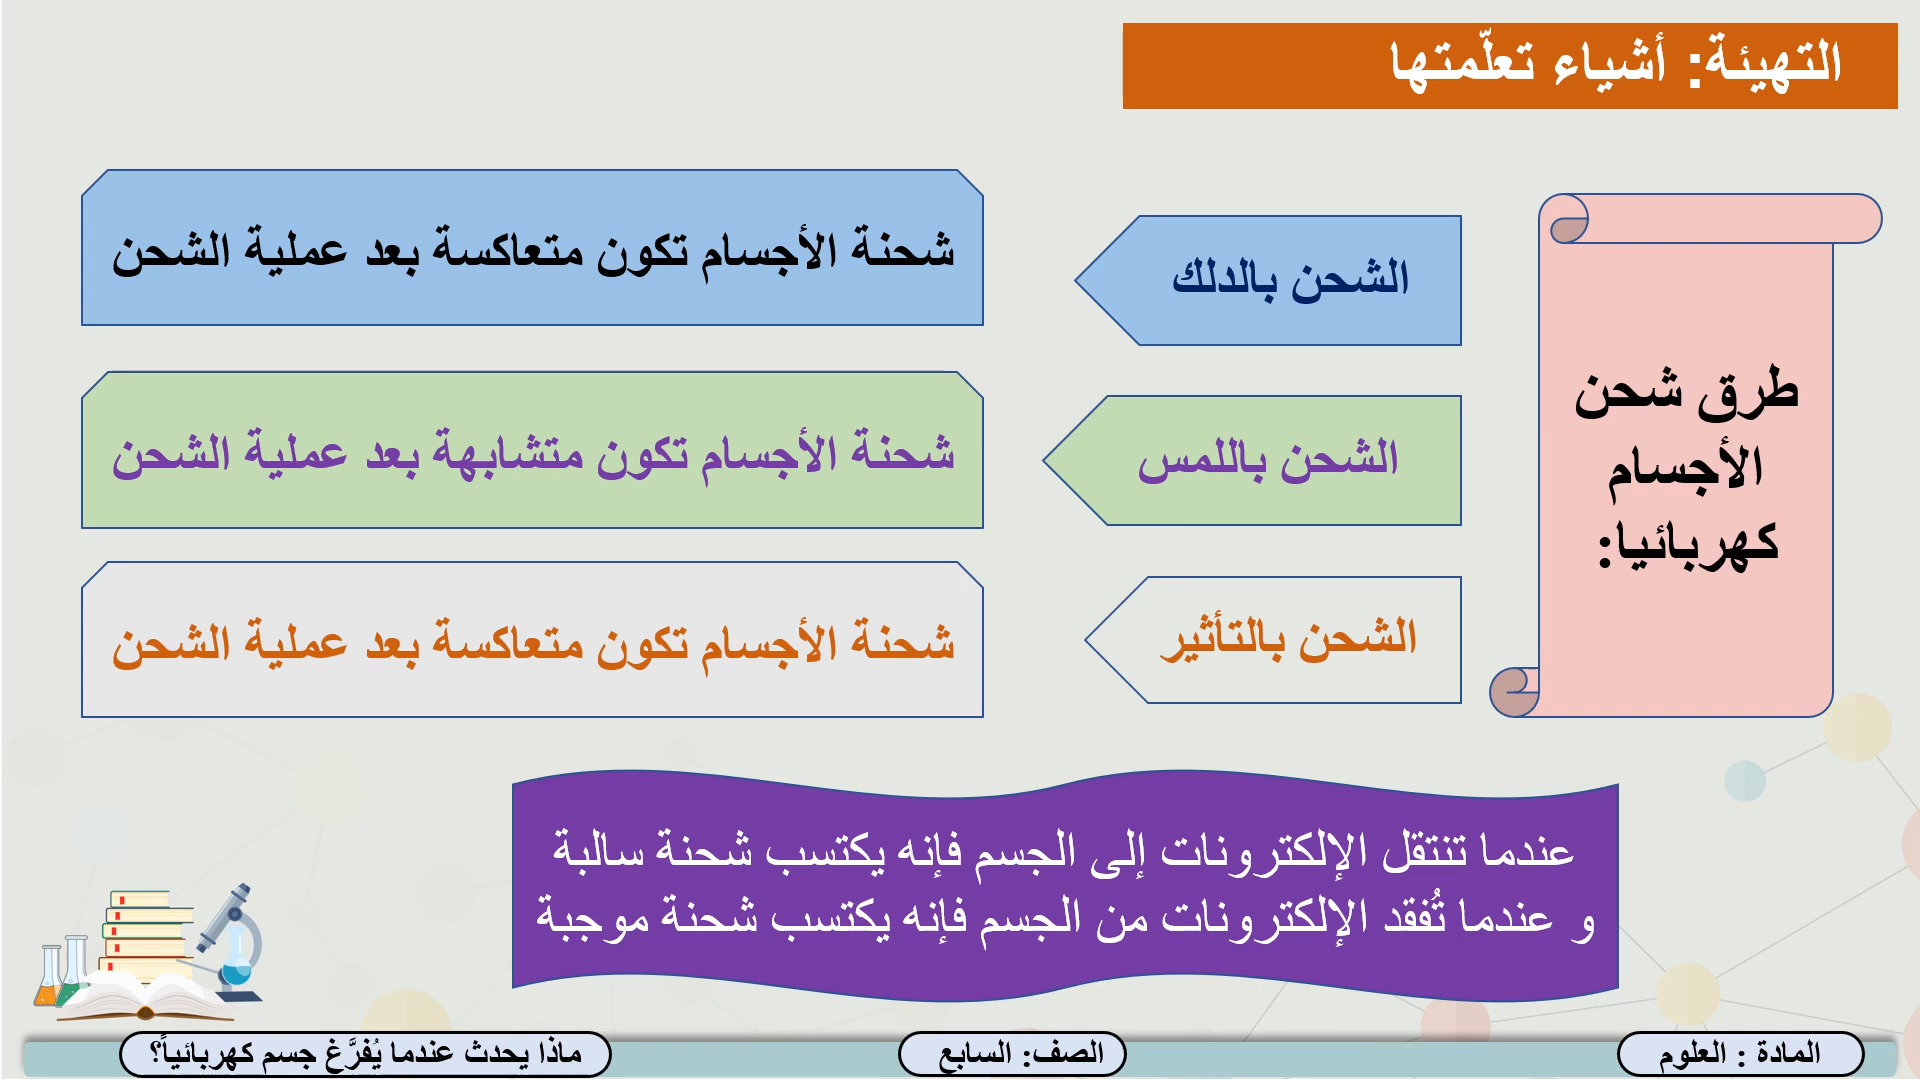 التهيئة: أشياء تعلّمتها
طرق شحن
الأجسام
كهربائيا:
الشحن بالدلك
شحنة الأجسام تكون متعاكسة بعد عملية الشحن
الشحن باللمس
شحنة الأجسام تكون متشابهة بعد عملية الشحن
الشحن بالتأثير
شحنة الأجسام تكون متعاكسة بعد عملية الشحن
عندما تنتقل الإلكترونات إلى الجسم فإنه يكتسب شحنة سالبة
و عندما تُفقد الإلكترونات من الجسم فإنه يكتسب شحنة موجبة
المادة : العلوم
الصف: السابع
ماذا يحدث عندما يُفرَّغ جسم كهربائياً؟